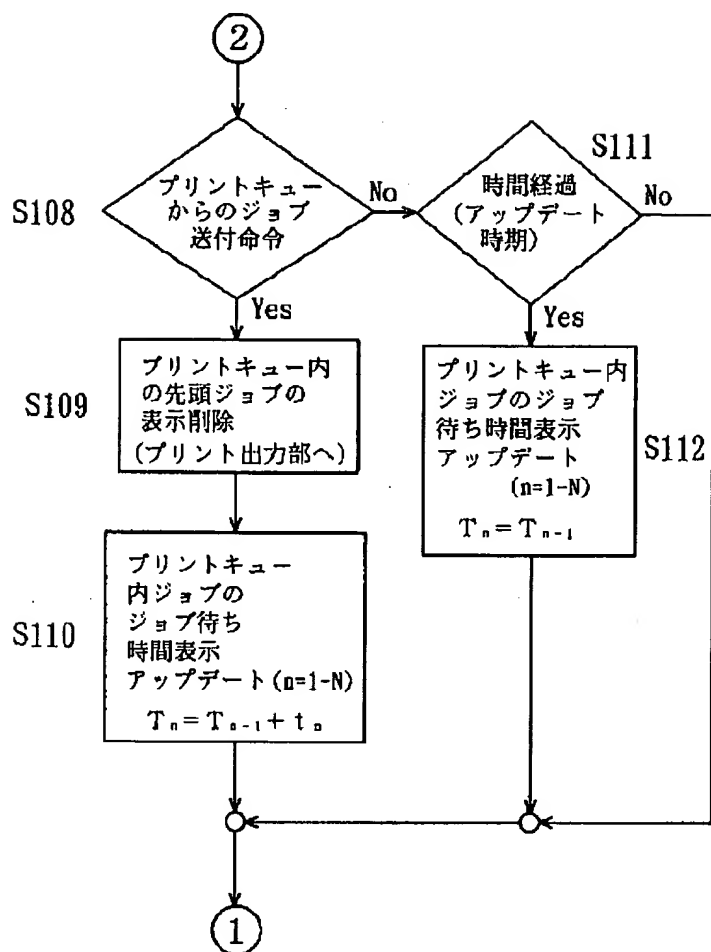 2
S108
プリントキュー
からのジョブ
送付命令
No
Yes
S111
時間経過
(アップデート
時期)
No
Yes
S109
プリントキュー内
の先頭ジョブの
表示削除
(プリント出力部へ)
プリントキュー内
ジョブのジョブ
待ち時間表示
アップデート
(n=1-N)
Tn=Tn-1
S112
S110
プリントキュー
内ジョブの
ジョブ待ち
時間表示
アップデート(n=1-N)
Tn=Tn-1+tn
1